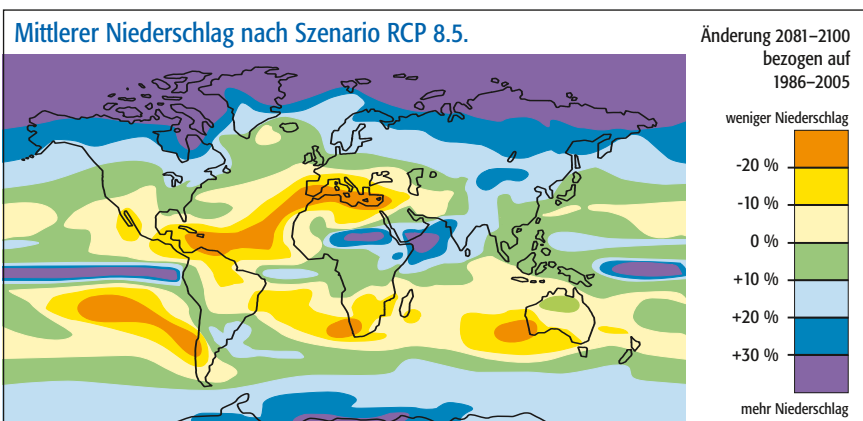 Mittlerer Niederschlag nach Szenario RCP 8.5.
Änderung 2081–2100
bezogen auf
1986–2005
weniger Niederschlag
-20 %
-10 %
0 %
+10 %
+20 %
+30 %
mehr Niederschlag